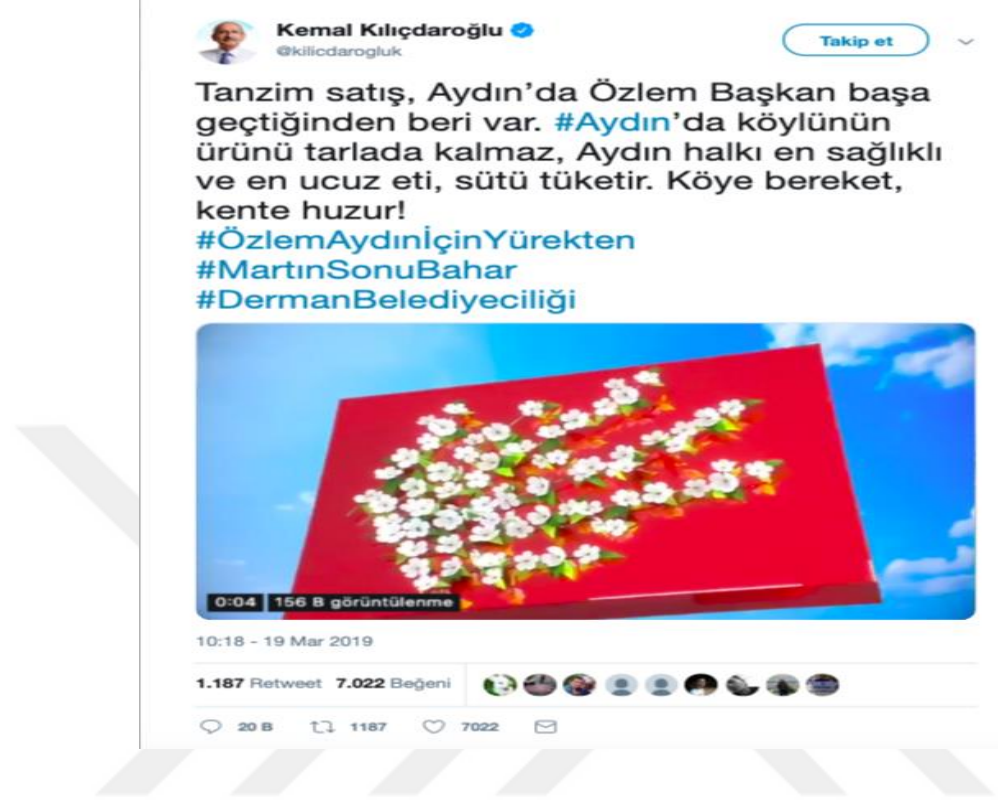 Kemal Kılıçdaroğlu
@kilicdarogluk
Takip et
Tanzim satış, Aydın’da Özlem Başkan başa
geçtiğinden beri var. #Aydın’da köylünün
ürünü tarlada kalmaz, Aydın halkı en sağlıklı
ve en ucuz eti, sütü tüketir. Köye bereket,
kente huzur!
#ÖzlemAydınİçinYürekten
#MartınSonuBahar
#DermanBelediyeciliği
0:04 156 B görüntülenme
10:18 - 19 Mar 2019
1.187 Retweet 7.022 Beğeni
20 B 1187 7022